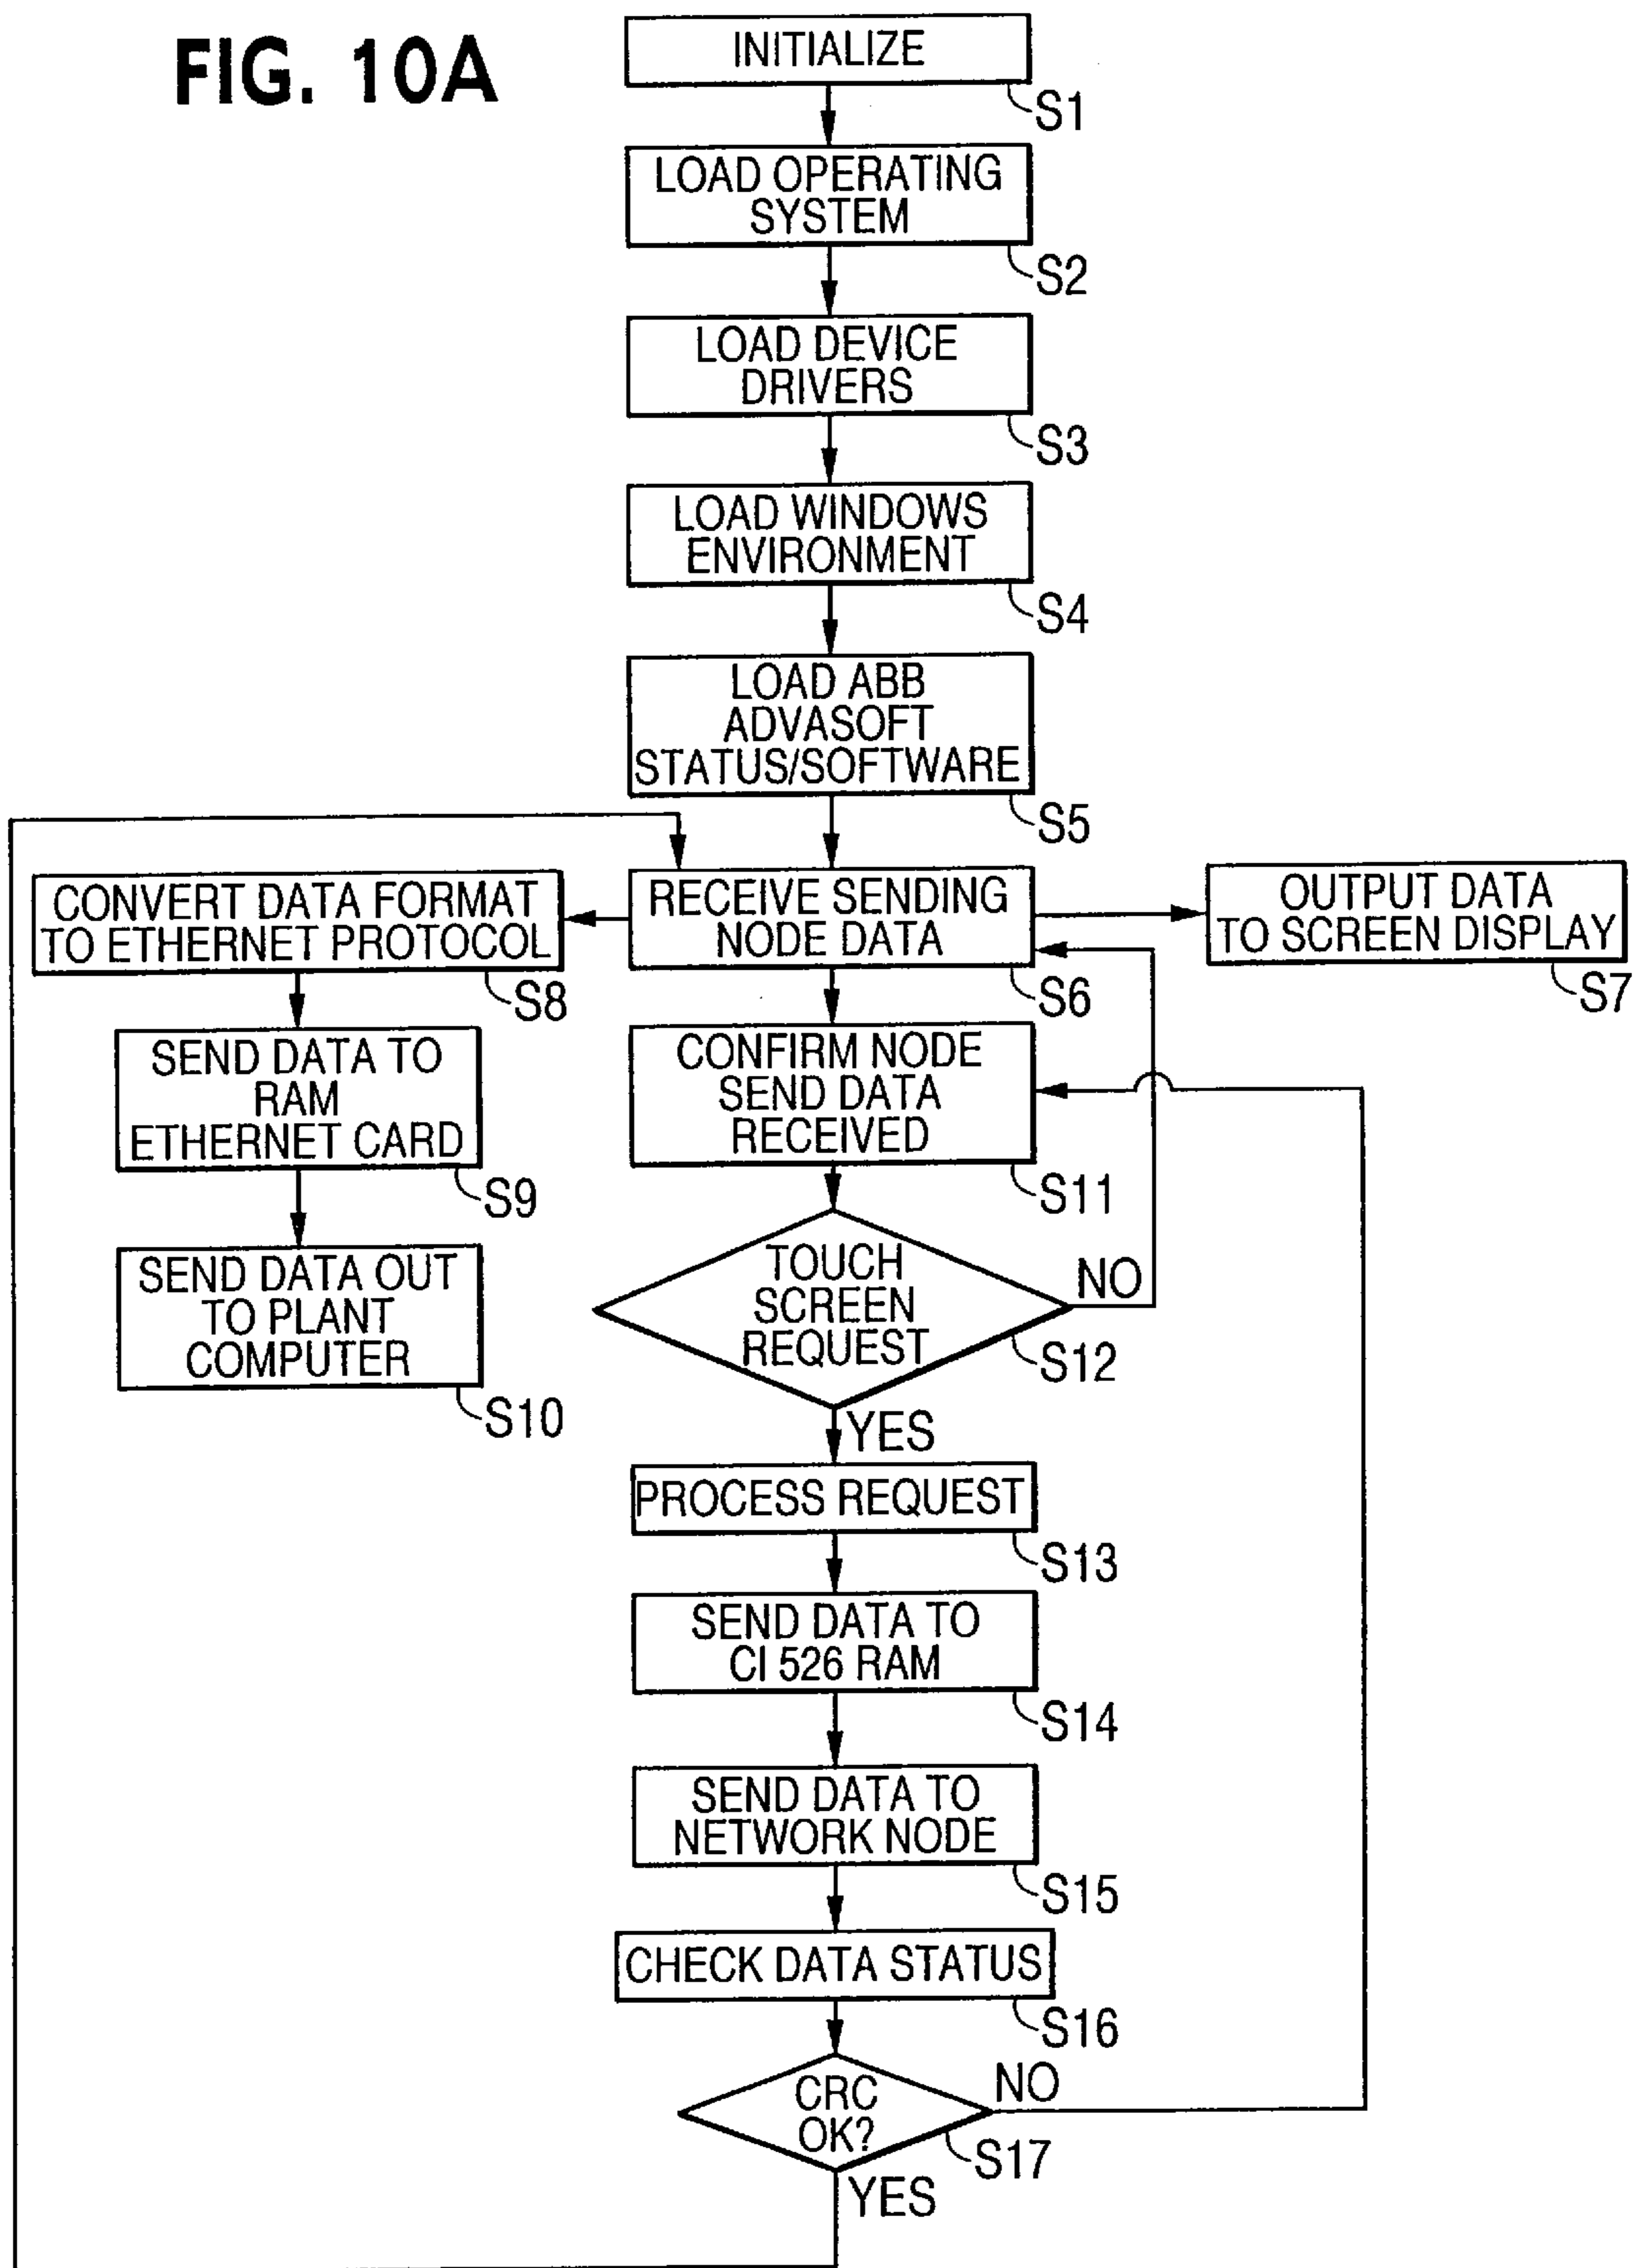 FIG. 10A
INITIALIZE
S1
LOAD OPERATING
SYSTEM
S2
LOAD DEVICE
DRIVERS
S3
LOAD WINDOWS
ENVIRONMENT
S4
LOAD ABB
ADVASOFT
STATUS/SOFTWARE
S5
RECEIVE SENDING
NODE DATA
S6
OUTPUT DATA
TO SCREEN DISPLAY
S7
CONVERT DATA FORMAT
TO ETHERNET PROTOCOL
S8
SEND DATA TO
RAM
ETHERNET CARD
S9
SEND DATA OUT
TO PLANT
COMPUTER
S10
CONFIRM NODE
SEND DATA
RECEIVED
S11
TOUCH
SCREEN
REQUEST
S12
NO
YES
PROCESS REQUEST
S13
SEND DATA TO
CI 526 RAM
S14
SEND DATA TO
NETWORK NODE
S15
CHECK DATA STATUS
S16
CRC
OK?
S17
NO
YES